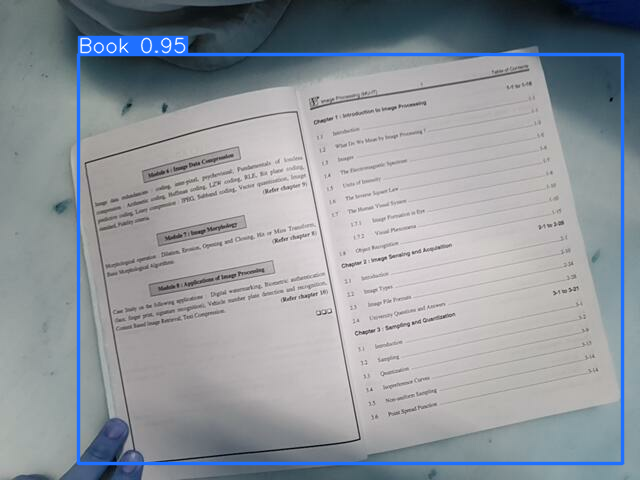 Book 0.95
Module 6 : Image Data Compression
Image data redundancies : coding, inter-pixel, psychovisual; Fundamentals of lossless
compression : Arithmetic coding, Huffman coding, LZW coding, RLE, Bit plane coding,
predictive coding, Lossy compression : JPEG, Subband coding, Vector quantization, Image
standard, Fidelity criteria. (Refer chapter 9)
Module 7 : Image Morphology
Morphological operation : Dilation, Erosion, Opening and Closing, Hit or Miss Transform,
Basic Morphological Algorithms. (Refer chapter 8)
Module 8 : Applications of Image Processing
Case Study on the following applications : Digital watermarking, Biometric authentication
(face, finger print, signature recognition), Vehicle number plate detection and recognition,
Content Based Image Retrieval, Text Compression. (Refer chapter 10)
Image Processing (MU-IT) 1 Table of Contents
Chapter 1 : Introduction to Image Processing 1-1 to 1-18
1.1 Introduction 1-1
1.2 What Do We Mean by Image Processing ? 1-2
1.3 Images 1-5
1.4 The Electromagnetic Spectrum 1-6
1.5 Units of Intensity 1-7
1.6 The Inverse Square Law 1-8
1.7 The Human Visual System 1-10
1.7.1 Image Formation in Eye 1-10
1.7.2 Visual Phenomena 1-15
1.8 Object Recognition
Chapter 2 : Image Sensing and Acquisition 2-1 to 2-28
2.1 Introduction 2-1
2.2 Image Types 2-10
2.3 Image File Formats 2-24
2.4 University Questions and Answers 2-28
Chapter 3 : Sampling and Quantization 3-1 to 3-21
3.1 Introduction 3-1
3.2 Sampling 3-2
3.3 Quantization 3-9
3.4 Isopreference Curves 3-13
3.5 Non-uniform Sampling 3-14
3.6 Point Spread Function 3-14